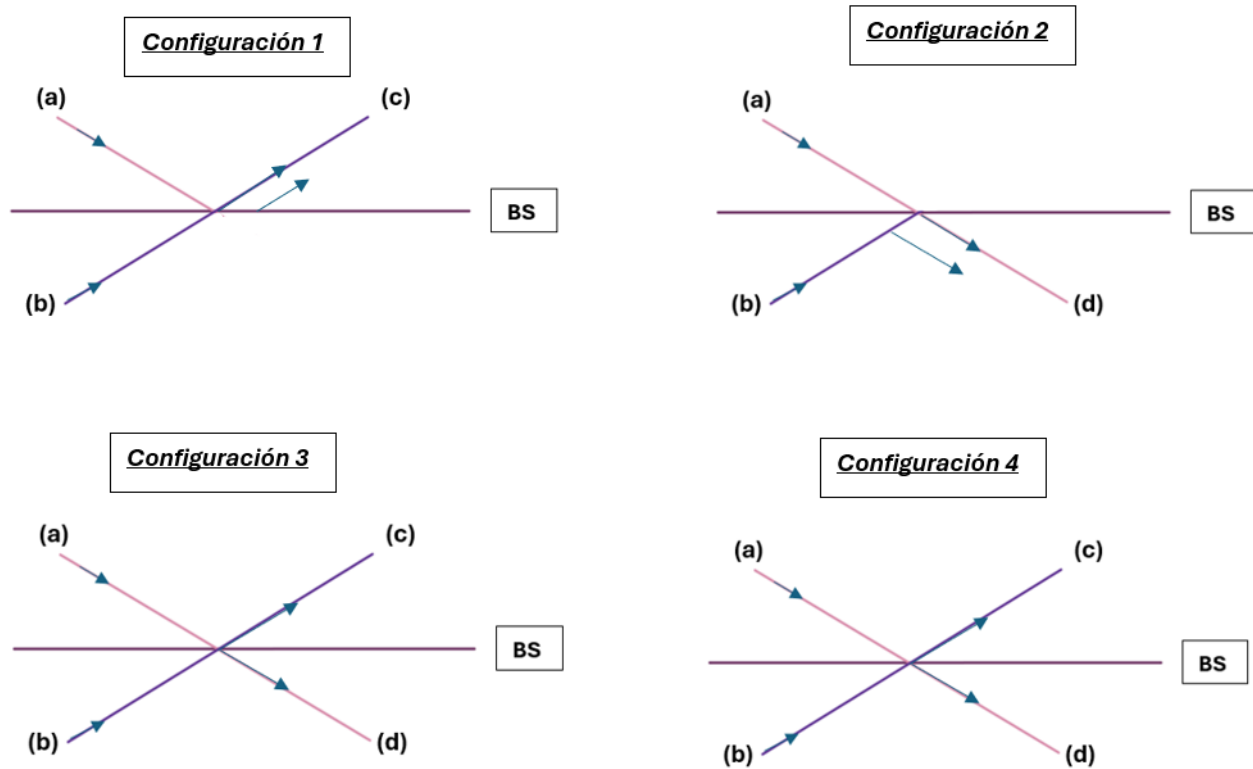 Configuración 1
Configuración 2
(a)
(c)
(a)
BS
BS
(b)
(b)
(d)
Configuración 3
Configuración 4
(a)
(c)
(a)
(c)
BS
BS
(b)
(d)
(b)
(d)